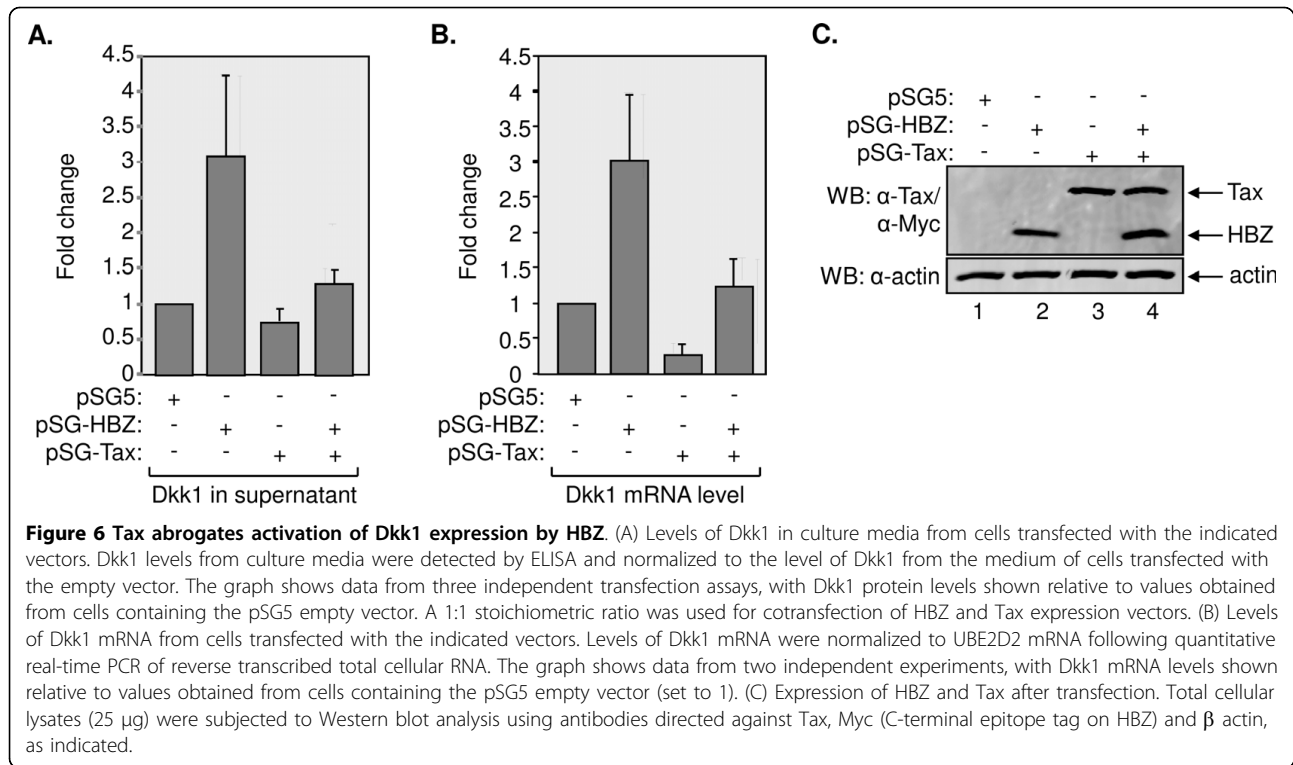 A.
4.5
4
3.5
3
2.5
2
1.5
1
0.5
0
Fold change
pSG5: + - - -
pSG-HBZ: - + - +
pSG-Tax: - - + +
Dkk1 in supernatant
B.
4.5
4
3.5
3
2.5
2
1.5
1
0.5
0
Fold change
pSG5: + - - -
pSG-HBZ: - + - +
pSG-Tax: - - + +
Dkk1 mRNA level
C.
pSG5: + - - -
pSG-HBZ: - + - +
pSG-Tax: - - + +
WB: α-Tax/
α-Myc
Tax
HBZ
WB: α-actin
actin
1 2 3 4
Figure 6 Tax abrogates activation of Dkk1 expression by HBZ. (A) Levels of Dkk1 in culture media from cells transfected with the indicated
vectors. Dkk1 levels from culture media were detected by ELISA and normalized to the level of Dkk1 from the medium of cells transfected with
the empty vector. The graph shows data from three independent transfection assays, with Dkk1 protein levels shown relative to values obtained
from cells containing the pSG5 empty vector. A 1:1 stoichiometric ratio was used for cotransfection of HBZ and Tax expression vectors. (B) Levels
of Dkk1 mRNA from cells transfected with the indicated vectors. Levels of Dkk1 mRNA were normalized to UBE2D2 mRNA following quantitative
real-time PCR of reverse transcribed total cellular RNA. The graph shows data from two independent experiments, with Dkk1 mRNA levels shown
relative to values obtained from cells containing the pSG5 empty vector (set to 1). (C) Expression of HBZ and Tax after transfection. Total cellular
lysates (25 μg) were subjected to Western blot analysis using antibodies directed against Tax, Myc (C-terminal epitope tag on HBZ) and β actin,
as indicated.